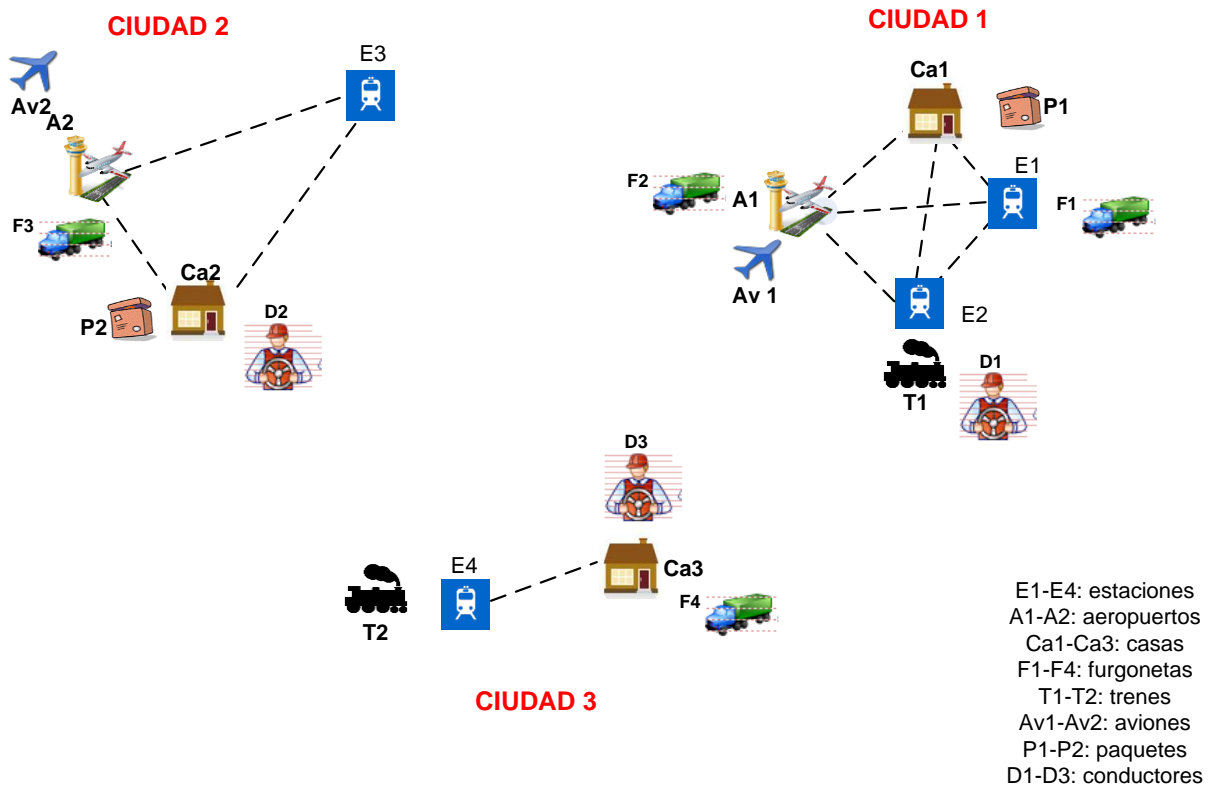 CIUDAD 2
E3
Av2
A2
F3
Ca2
P2
D2
CIUDAD 1
Ca1
P1
E1
F2
A1
F1
Av 1
E2
T1
D1
D3
E4
Ca3
T2
F4
CIUDAD 3
E1-E4: estaciones
A1-A2: aeropuertos
Ca1-Ca3: casas
F1-F4: furgonetas
T1-T2: trenes
Av1-Av2: aviones
P1-P2: paquetes
D1-D3: conductores